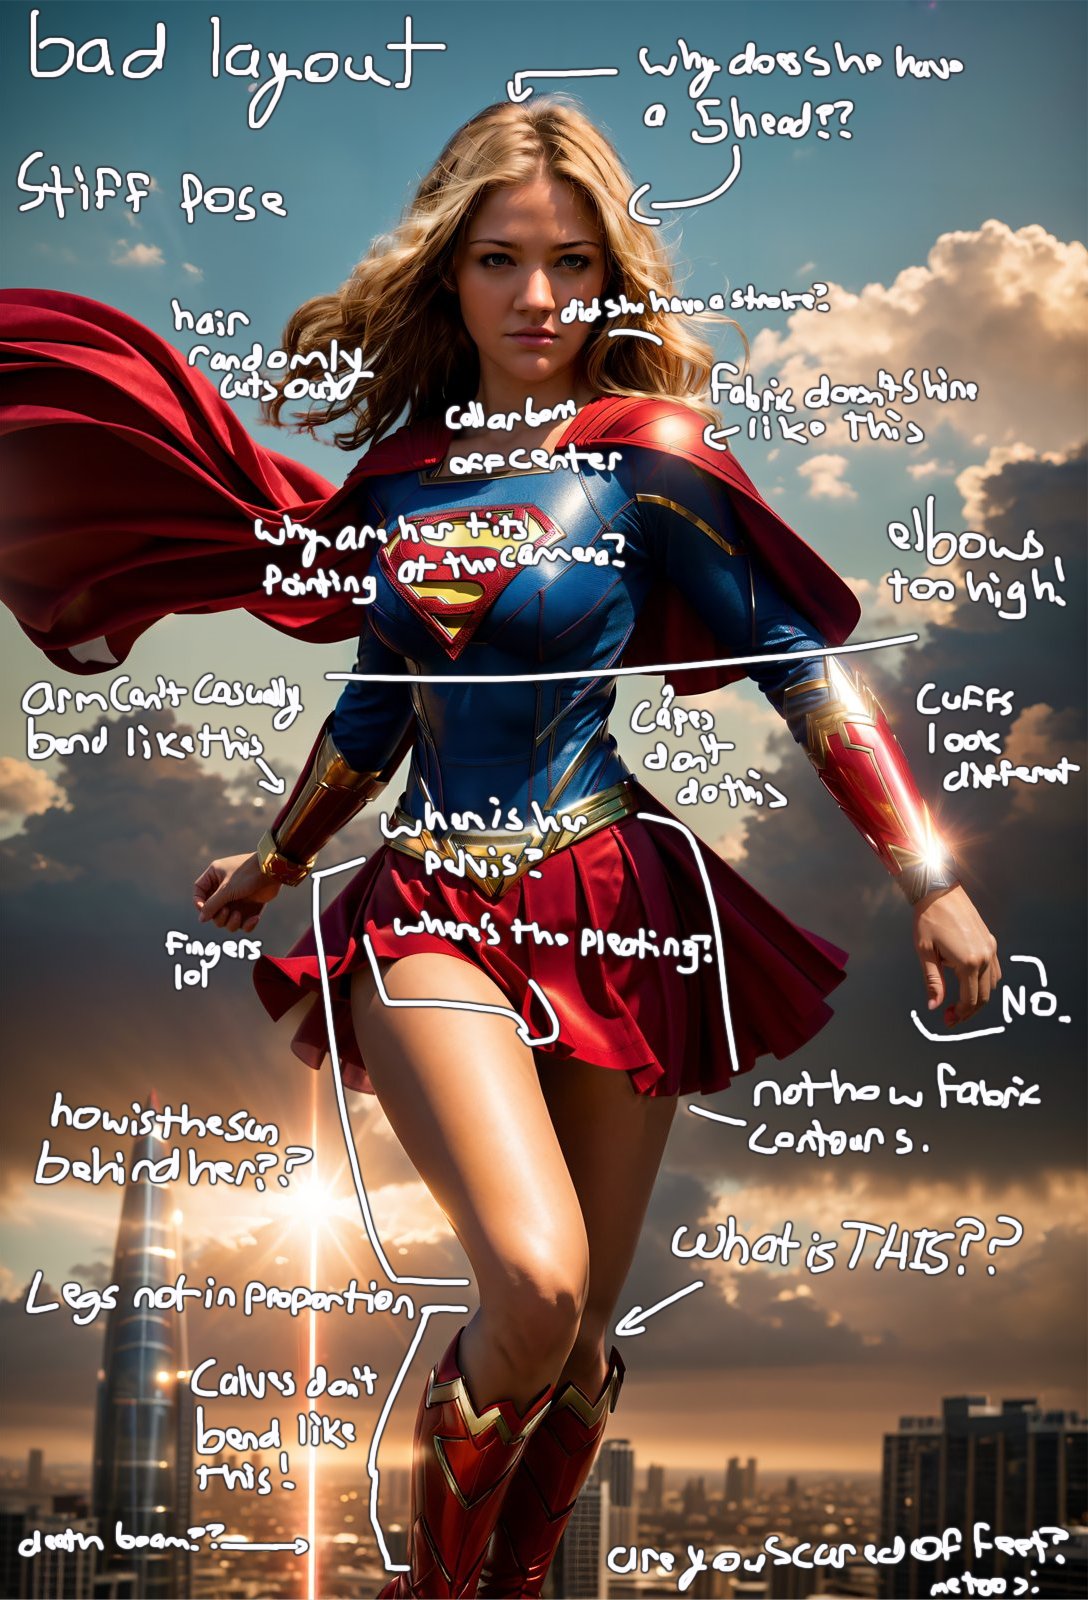 bad layout
why does she have
a 5head??
Stiff pose
did she have a stroke?
hair
randomly
cuts out
Fabric doesn't shine
like this
collarbone
off center
why are her tits
pointing at the camera?
elbows
too high!
arm can't casually
bend like this
capes
don't
do this
?
cuffs
look
different
where is her
pelvis?
where's the pleating?
Fingers
lol
NO.
not how fabric
contours.
how is the sun
behind her??
what is THIS??
Legs not in proportion
Calves don't
bend like
this!
death beam??
are you scared of feet?
me too :